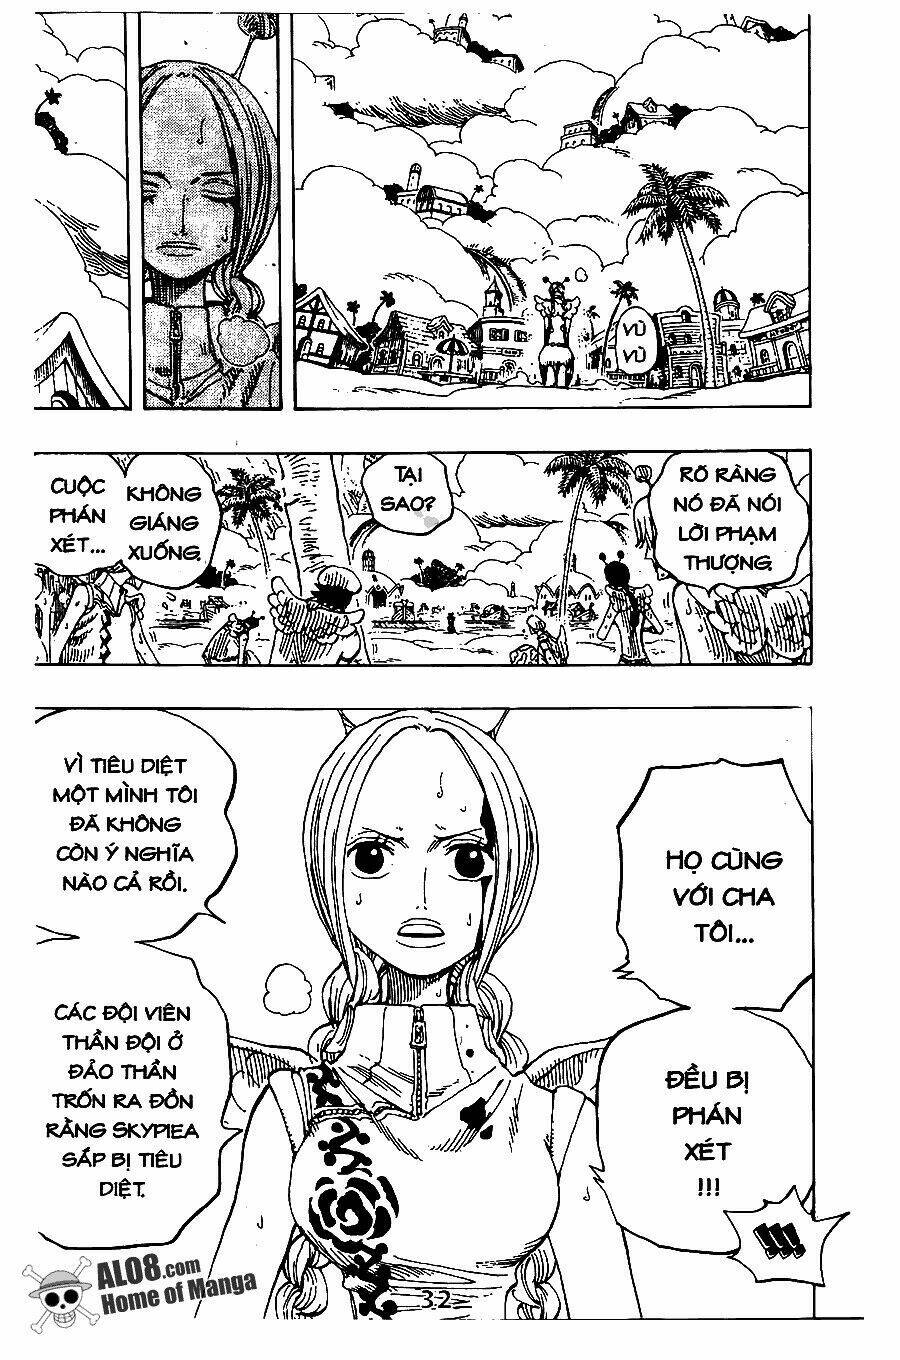 VÙ
VÙ
RÕ RÀNG
NÓ ĐÃ NÓI
LỜI PHẠM
THƯỢNG.
TẠI
SAO?
KHÔNG
GIÁNG
XUỐNG.
CUỘC
PHÁN
XÉT...
HỌ CÙNG
VỚI CHA
TÔI...
ĐỀU BỊ
PHÁN
XÉT
!!!
!!!
VÌ TIÊU DIỆT
MỘT MÌNH TÔI
ĐÃ KHÔNG
CÒN Ý NGHĨA
NÀO CẢ RỒI.
CÁC ĐỘI VIÊN
THẦN ĐỘI Ở
ĐẢO THẦN
TRỐN RA ĐỒN
RẰNG SKYPIEA
SẮP BỊ TIÊU
DIỆT.
ALO8.com
Home of Manga
32